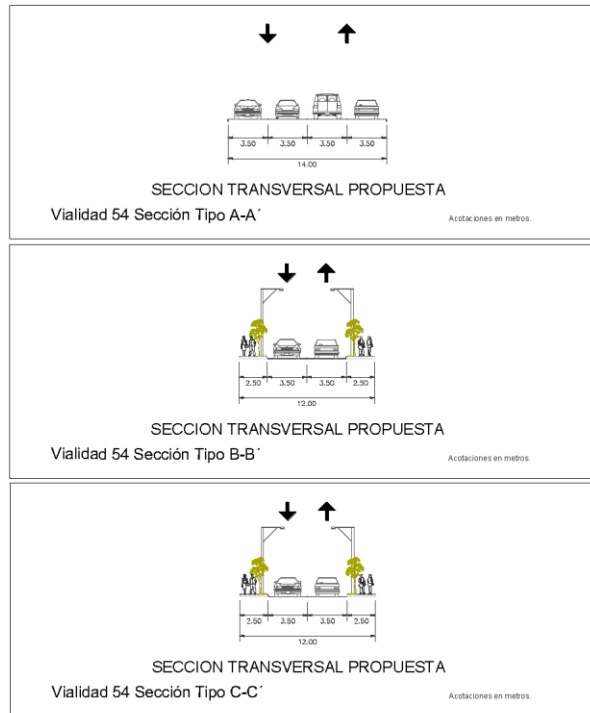 3.50 3.50 3.50 3.50
14.00
SECCION TRANSVERSAL PROPUESTA
Vialidad 54 Sección Tipo A-A´
Acotaciones en metros.
2.50 3.50 3.50 2.50
12.00
SECCION TRANSVERSAL PROPUESTA
Vialidad 54 Sección Tipo B-B´
Acotaciones en metros.
2.50 3.50 3.50 2.50
12.00
SECCION TRANSVERSAL PROPUESTA
Vialidad 54 Sección Tipo C-C´
Acotaciones en metros.